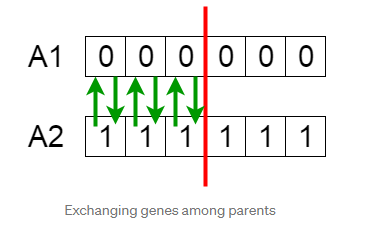 A1 0 0 0 0 0 0
A2 1 1 1 1 1 1
Exchanging genes among parents